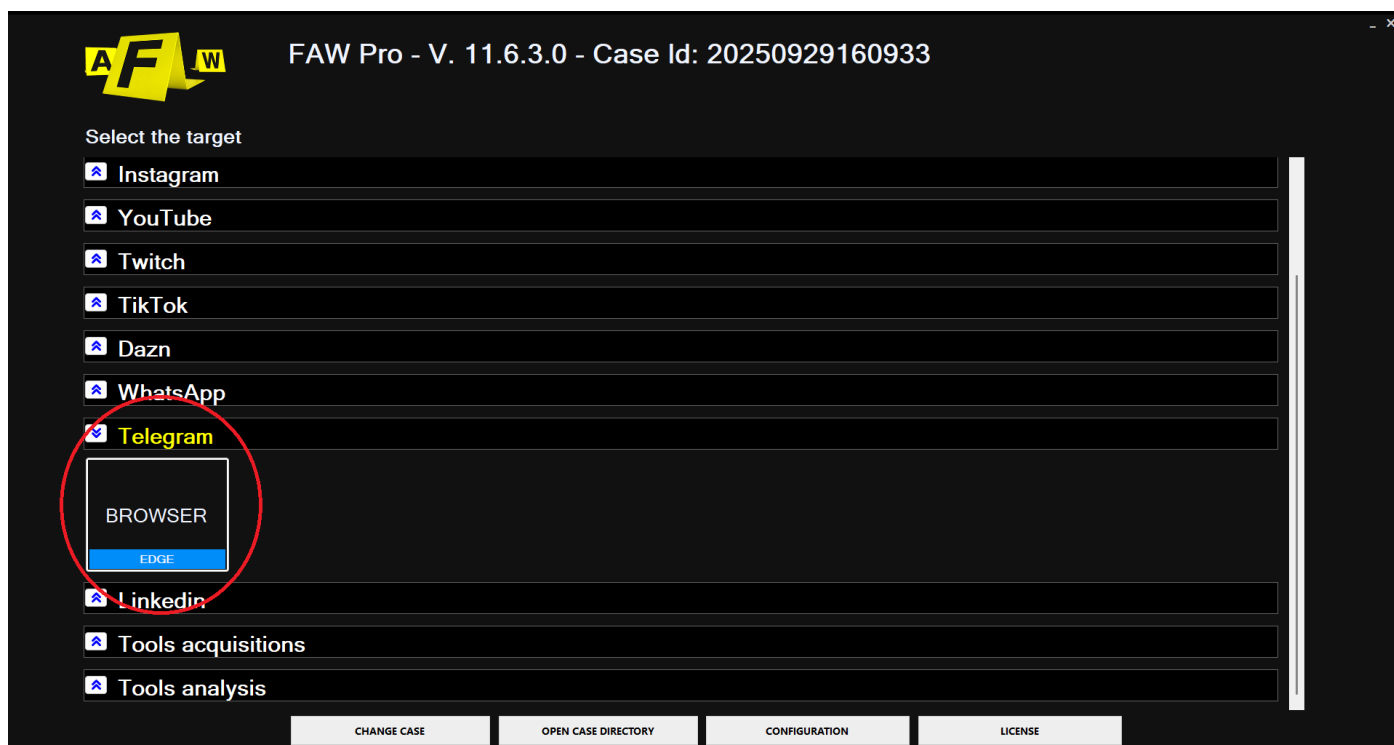 A F W
FAW Pro - V. 11.6.3.0 - Case Id: 20250929160933
Select the target
Instagram
YouTube
Twitch
TikTok
Dazn
WhatsApp
Telegram
BROWSER
EDGE
Linkedin
Tools acquisitions
Tools analysis
CHANGE CASE OPEN CASE DIRECTORY CONFIGURATION LICENSE